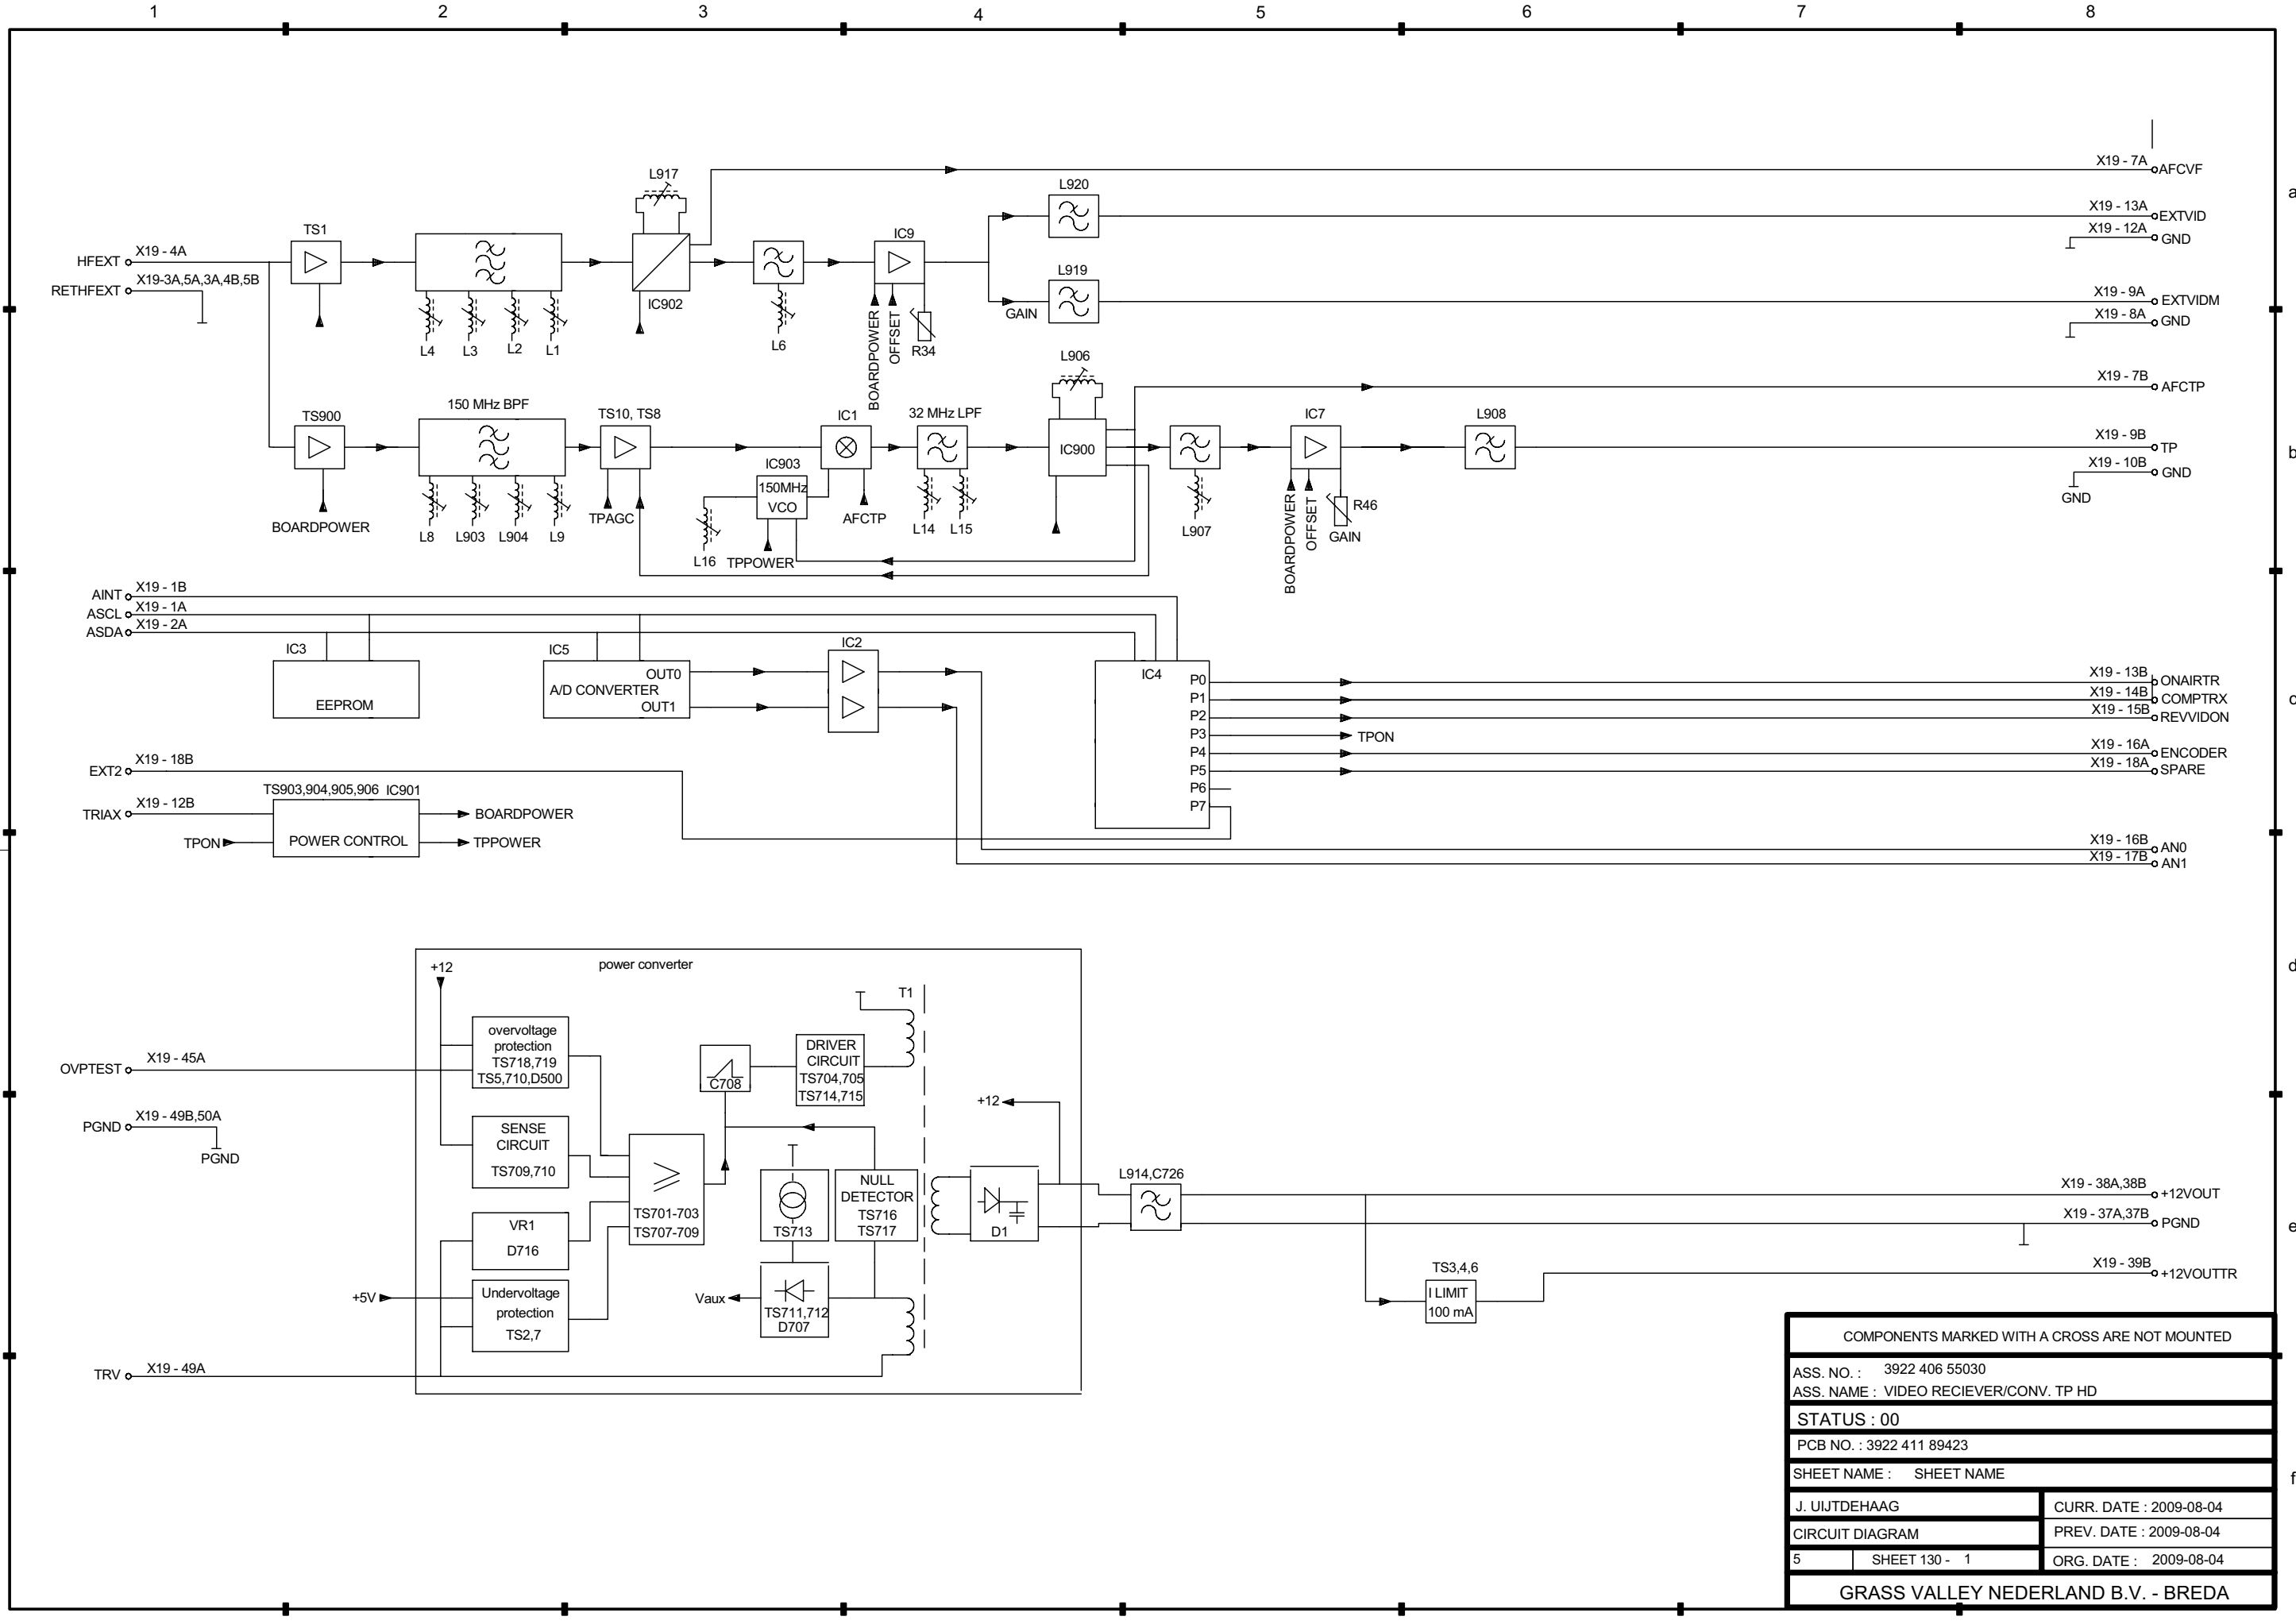 1 2 3 4 5 6 7 8
a
b
c
d
e
f
L917
X19 - 7A
AFCVF
L920
X19 - 13A
EXTVID
X19 - 12A
GND
TS1
IC9
HFEXT
X19 - 4A
RETHFEXT
X19-3A,5A,3A,4B,5B
IC902
L919
GAIN
X19 - 9A
EXTVIDM
X19 - 8A
GND
L4
L3
L2
L1
L6
BOARDPOWER
OFFSET
R34
L906
X19 - 7B
AFCTP
TS900
150 MHz BPF
TS10, TS8
IC1
32 MHz LPF
IC900
IC7
L908
X19 - 9B
TP
X19 - 10B
GND
GND
IC903
150MHz
VCO
BOARDPOWER
L8
L903
L904
L9
TPAGC
L16
TPPOWER
AFCTP
L14
L15
L907
BOARDPOWER
OFFSET
R46
GAIN
AINT
X19 - 1B
ASCL
X19 - 1A
ASDA
X19 - 2A
IC3
EEPROM
IC5
OUT0
A/D CONVERTER
OUT1
IC2
IC4
P0
P1
P2
P3
P4
P5
P6
P7
TPON
X19 - 13B
ONAIRTR
X19 - 14B
COMPTRX
X19 - 15B
REVVIDON
X19 - 16A
ENCODER
X19 - 18A
SPARE
EXT2
X19 - 18B
TRIAX
X19 - 12B
TS903,904,905,906 IC901
POWER CONTROL
TPON
BOARDPOWER
TPPOWER
X19 - 16B
AN0
X19 - 17B
AN1
+12
power converter
T1
OVPTEST
X19 - 45A
overvoltage
protection
TS718,719
TS5,710,D500
C708
DRIVER
CIRCUIT
TS704,705
TS714,715
+12
PGND
X19 - 49B,50A
PGND
SENSE
CIRCUIT
TS709,710
TS701-703
TS707-709
TS713
NULL
DETECTOR
TS716
TS717
D1
L914,C726
X19 - 38A,38B
+12VOUT
X19 - 37A,37B
PGND
VR1
D716
+5V
Undervoltage
protection
TS2,7
Vaux
TS711,712
D707
TS3,4,6
I LIMIT
100 mA
X19 - 39B
+12VOUTTR
TRV
X19 - 49A
COMPONENTS MARKED WITH A CROSS ARE NOT MOUNTED
ASS. NO. : 3922 406 55030
ASS. NAME : VIDEO RECIEVER/CONV. TP HD
STATUS : 00
PCB NO. : 3922 411 89423
SHEET NAME : SHEET NAME
J. UIJTDEHAAG
CURR. DATE : 2009-08-04
CIRCUIT DIAGRAM
PREV. DATE : 2009-08-04
5 SHEET 130 - 1
ORG. DATE : 2009-08-04
GRASS VALLEY NEDERLAND B.V. - BREDA